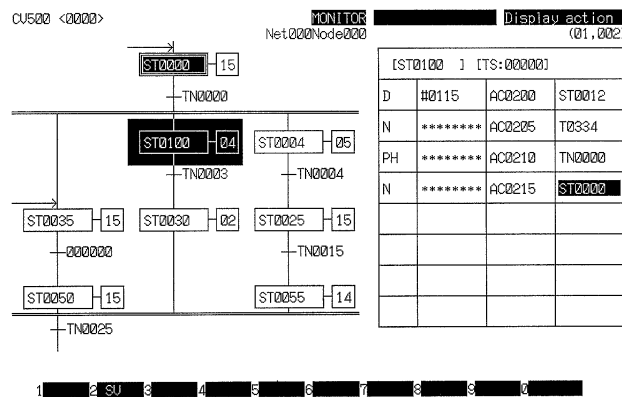 CV500 <0000> MONITOR Display action
Net000Node000 (01,002)
ST0000 15
TN0000
ST0100 04 ST0004 05
TN0003 TN0004
ST0035 15 ST0030 02 ST0025 15
000000 TN0015
ST0050 15 ST0055 14
TN0025
[ST0100 ] [TS:00000]
D #0115 AC0200 ST0012
N ******** AC0205 T0334
PH ******** AC0210 TN0000
N ******** AC0215 ST0000
1 2 SV 3 4 5 6 7 8 9 0